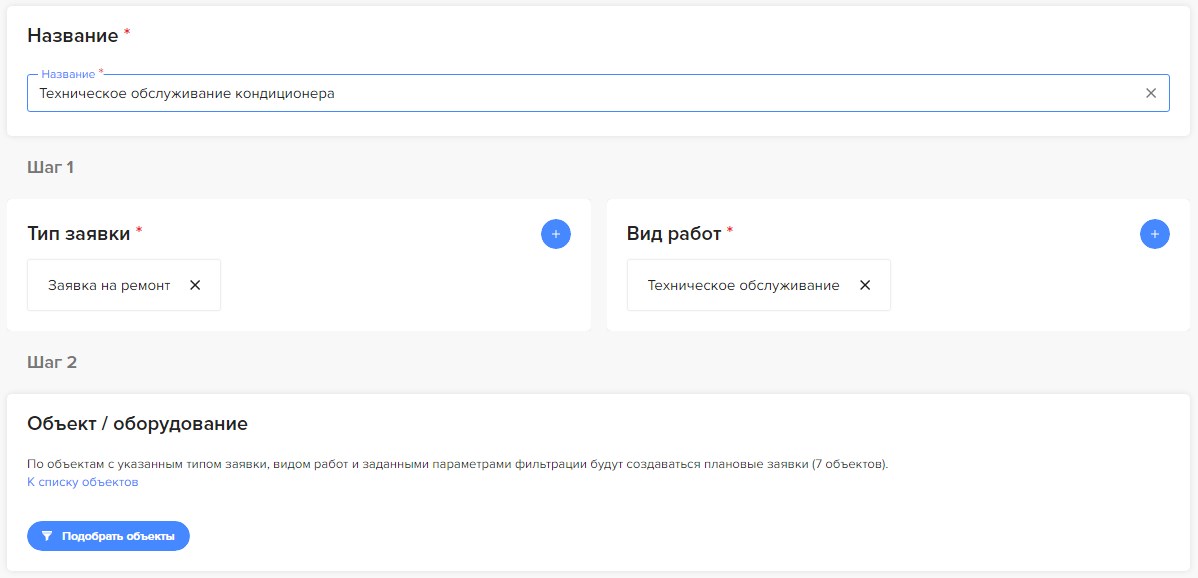 Название *
Название *
Техническое обслуживание кондиционера
Шаг 1
Тип заявки *
Вид работ *
Заявка на ремонт
Техническое обслуживание
Шаг 2
Объект / оборудование
По объектам с указанным типом заявки, видом работ и заданными параметрами фильтрации будут создаваться плановые заявки (7 объектов).
К списку объектов
Подобрать объекты